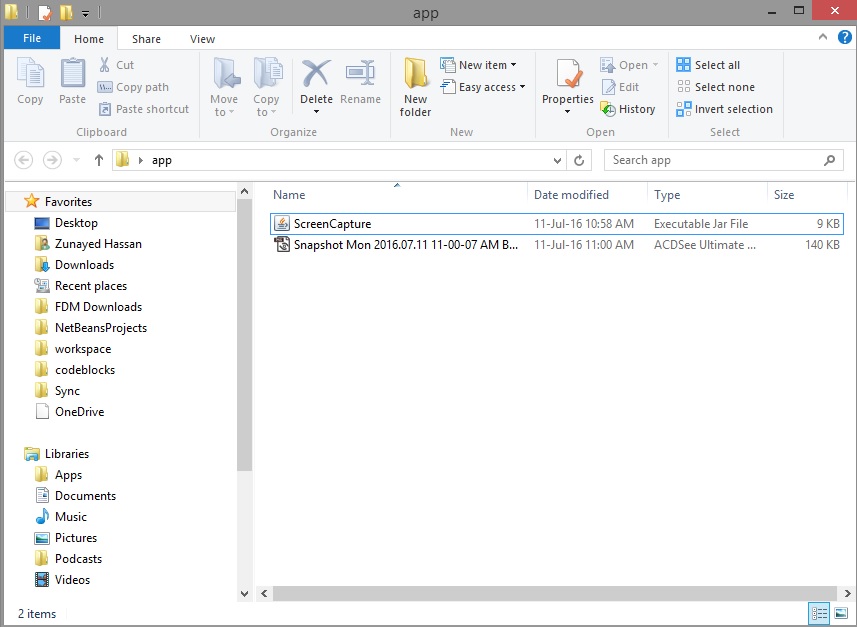 app
File Home Share View
Copy Paste Cut Copy path Paste shortcut
Move to Copy to Delete Rename
New folder New item Easy access
Properties Open Edit History
Select all Select none Invert selection
Clipboard Organize New Open Select
app Search app
Name Date modified Type Size
ScreenCapture 11-Jul-16 10:58 AM Executable Jar File 9 KB
Snapshot Mon 2016.07.11 11-00-07 AM B... 11-Jul-16 11:00 AM ACDSee Ultimate ... 140 KB
Favorites
Desktop
Zunayed Hassan
Downloads
Recent places
FDM Downloads
NetBeansProjects
workspace
codeblocks
Sync
OneDrive
Libraries
Apps
Documents
Music
Pictures
Podcasts
Videos
2 items